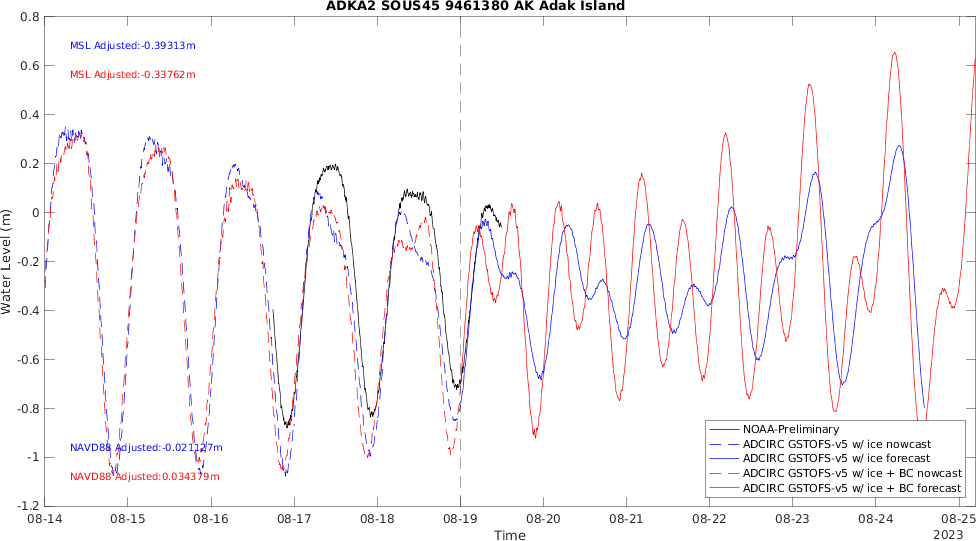 ADKA2 SOUS45 9461380 AK Adak Island
0.8
0.6
0.4
0.2
0
-0.2
-0.4
-0.6
-0.8
-1
-1.2
Water Level (m)
MSL Adjusted:-0.39313m
MSL Adjusted:-0.33762m
NAVD88 Adjusted:-0.021127m
NAVD88 Adjusted:0.034379m
NOAA-Preliminary
ADCIRC GSTOFS-v5 w/ ice nowcast
ADCIRC GSTOFS-v5 w/ ice forecast
ADCIRC GSTOFS-v5 w/ ice + BC nowcast
ADCIRC GSTOFS-v5 w/ ice + BC forecast
08-14 08-15 08-16 08-17 08-18 08-19 08-20 08-21 08-22 08-23 08-24 08-25
Time
2023